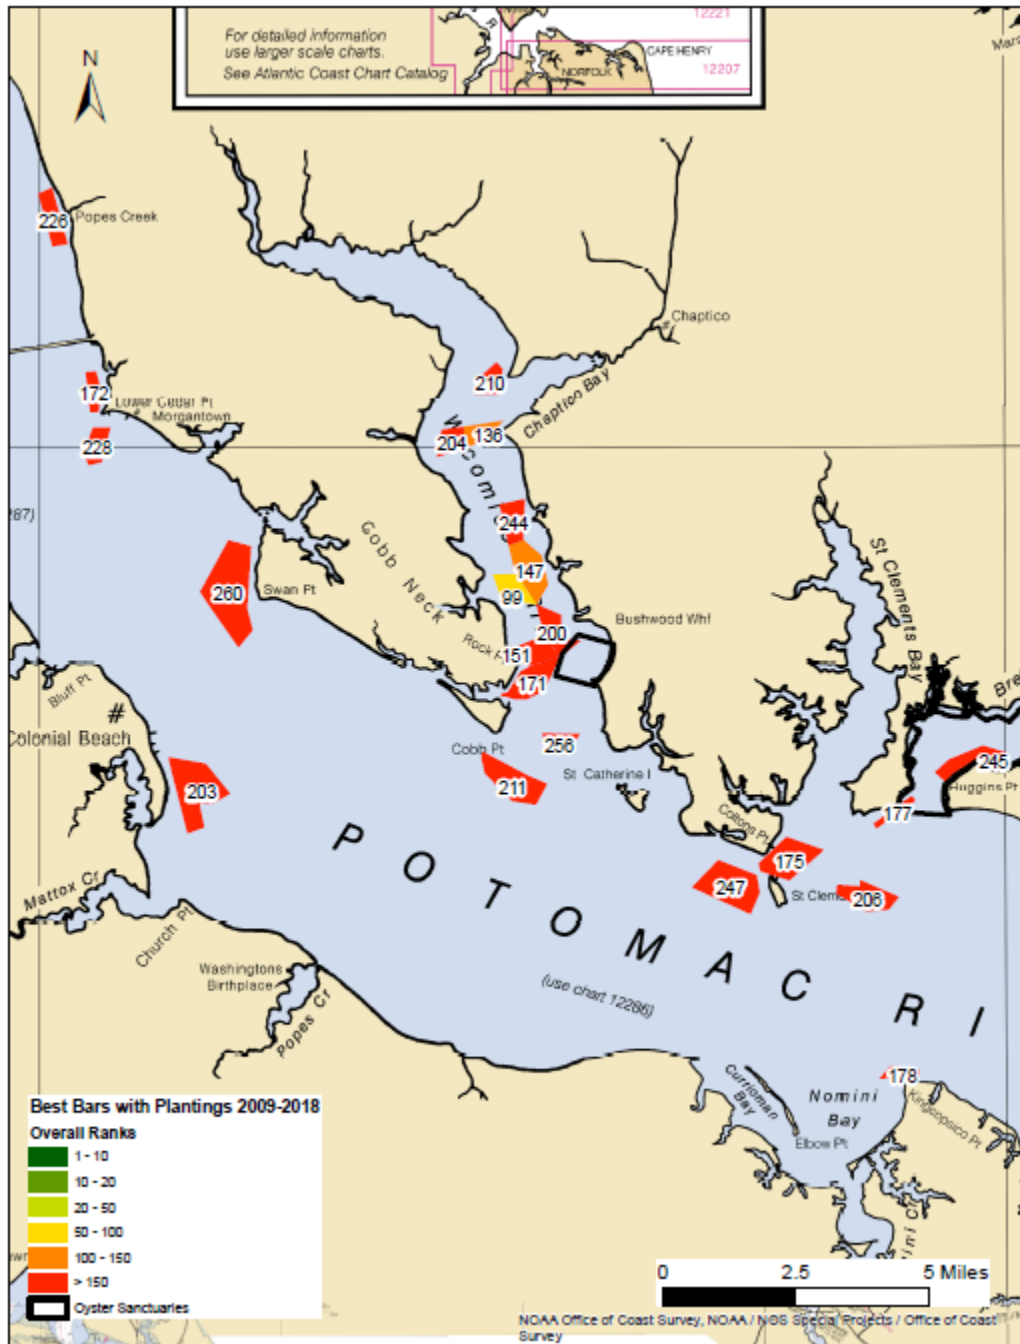 12221
For detailed information
use larger scale charts.
See Atlantic Coast Chart Catalog
CAPE HENRY
NORFOLK
12207
N
226
Popes Creek
Chaptico
210
172
Lower Cedar Pt
Morgantown
Chaptico Bay
204
136
228
244
Cobb Neck
147
99
260
Swan Pt
200
Bushwood Whf
St Clements Bay
151
171
Bluff Pt
#
Colonial Beach
Cobb Pt
256
St Catherine I
245
Huggins Pt
203
211
177
Coltons Pt
175
247
206
Mattox Cr
Church Pt
POTOMAC RI
Washingtons
Birthplace
Popes Cr
(use chart 12286)
178
Currioman
Bay
Nomini
Bay
Kingcopsico Pt
Elbow Pt
Best Bars with Plantings 2009-2018
Overall Ranks
1 - 10
10 - 20
20 - 50
50 - 100
100 - 150
> 150
Oyster Sanctuaries
0 2.5 5 Miles
NOAA Office of Coast Survey, NOAA / NOS Special Projects / Office of Coast
Survey